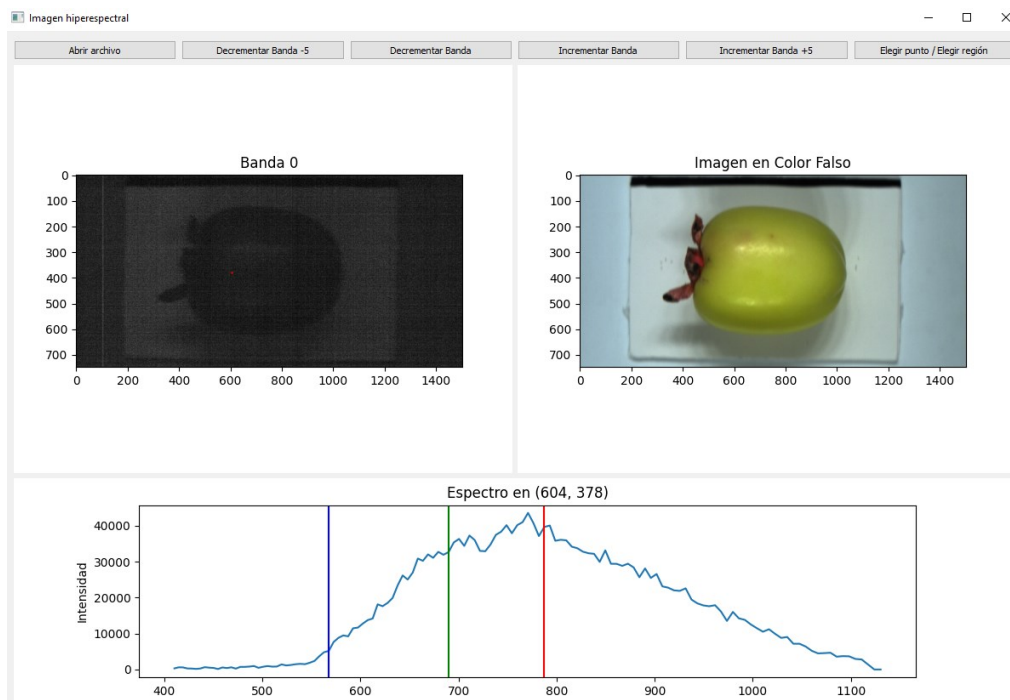 Imagen hiperespectral
Abrir archivo
Decrementar Banda -5
Decrementar Banda
Incrementar Banda
Incrementar Banda +5
Elegir punto / Elegir región
Banda 0
0
100
200
300
400
500
600
700
0 200 400 600 800 1000 1200 1400
Imagen en Color Falso
0
100
200
300
400
500
600
700
0 200 400 600 800 1000 1200 1400
Espectro en (604, 378)
Intensidad
40000
30000
20000
10000
0
400 500 600 700 800 900 1000 1100